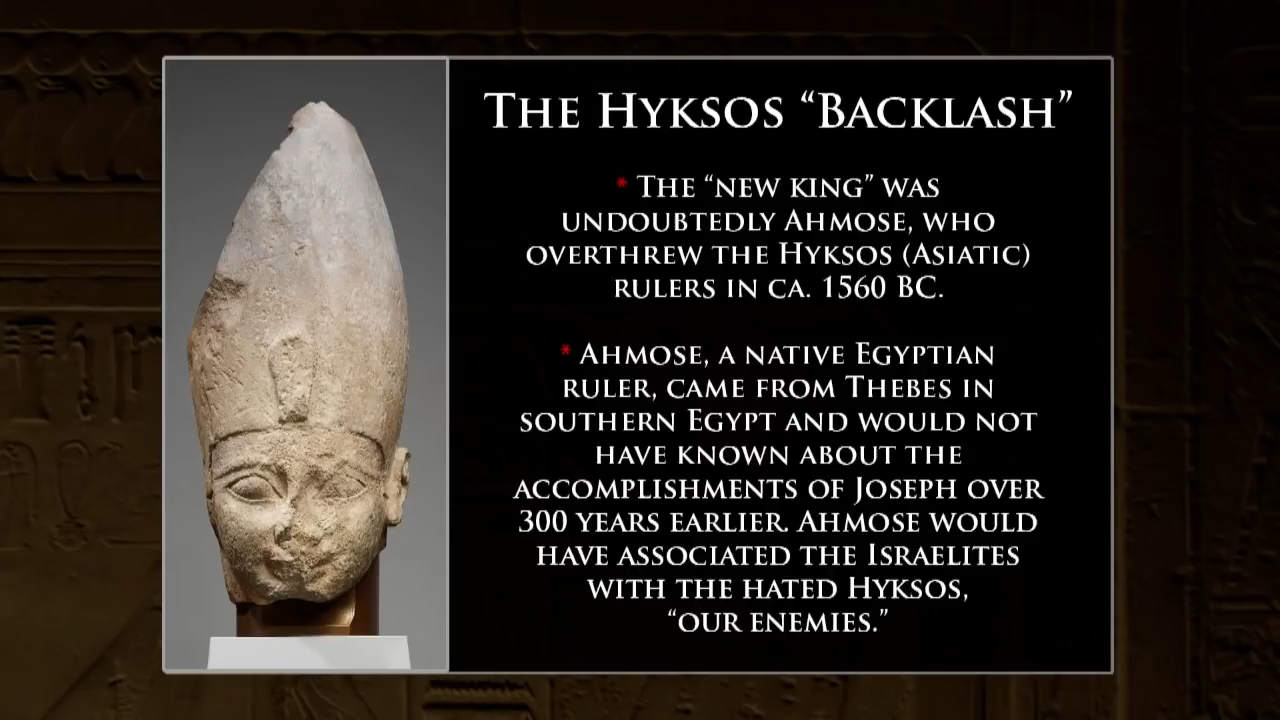 THE HYKSOS “BACKLASH”
* THE “NEW KING” WAS
UNDOUBTEDLY AHMOSE, WHO
OVERTHREW THE HYKSOS (ASIATIC)
RULERS IN CA. 1560 BC.
* AHMOSE, A NATIVE EGYPTIAN
RULER, CAME FROM THEBES IN
SOUTHERN EGYPT AND WOULD NOT
HAVE KNOWN ABOUT THE
ACCOMPLISHMENTS OF JOSEPH OVER
300 YEARS EARLIER. AHMOSE WOULD
HAVE ASSOCIATED THE ISRAELITES
WITH THE HATED HYKSOS,
“OUR ENEMIES.”